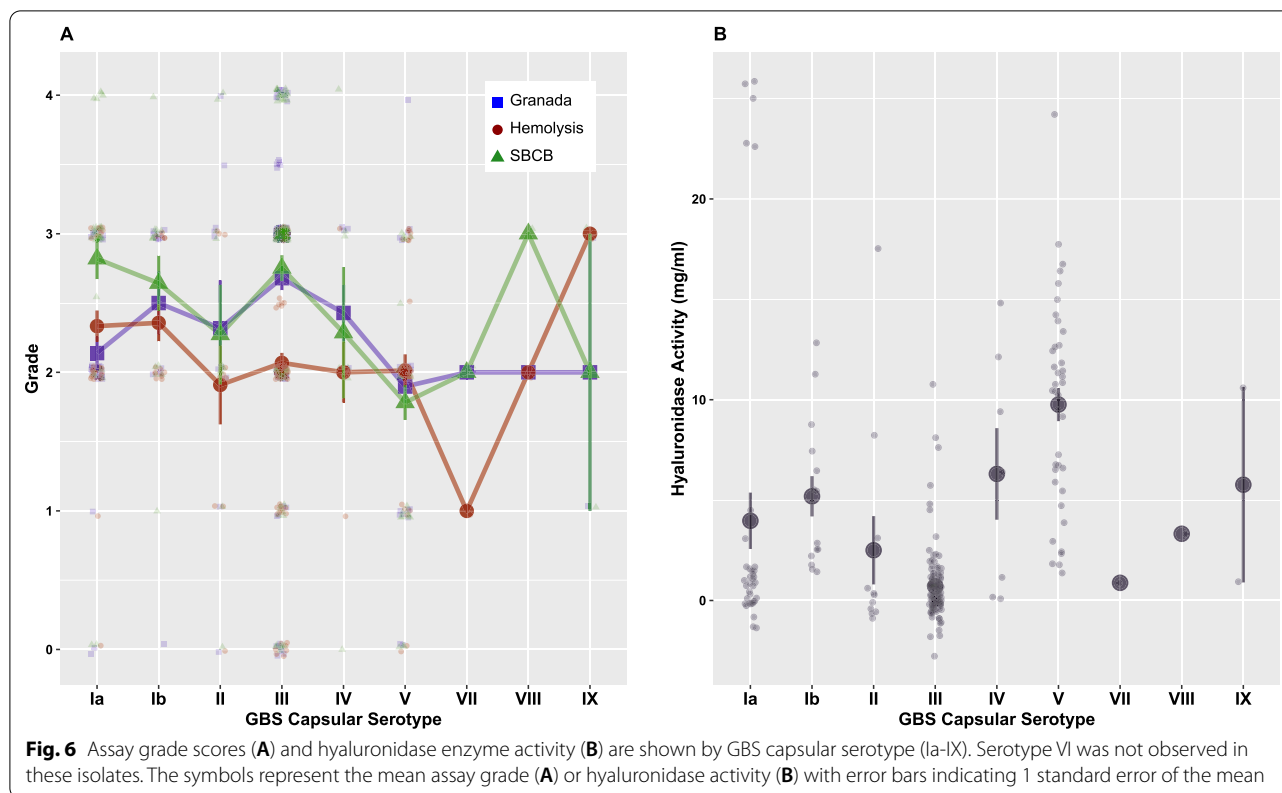 A
4
3
2
1
0
Grade
Granada
Hemolysis
SBCB
Ia Ib II III IV V VII VIII IX
GBS Capsular Serotype
B
20
10
0
Hyaluronidase Activity (mg/ml)
Ia Ib II III IV V VII VIII IX
GBS Capsular Serotype
Fig. 6 Assay grade scores (A) and hyaluronidase enzyme activity (B) are shown by GBS capsular serotype (Ia-IX). Serotype VI was not observed in
these isolates. The symbols represent the mean assay grade (A) or hyaluronidase activity (B) with error bars indicating 1 standard error of the mean